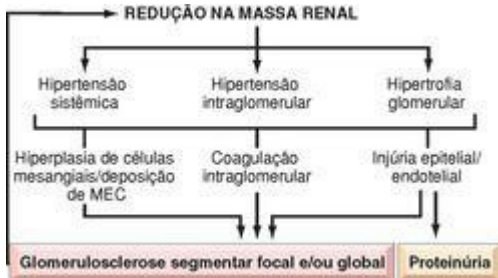 REDUÇÃO NA MASSA RENAL
Hipertensão
sistêmica
Hipertensão
intraglomerular
Hipertrofia
glomerular
Hiperplasia de células
mesangiais/deposição
de MEC
Coagulação
intraglomerular
Injúria epitelial/
endotelial
Glomerulosclerose segmentar focal e/ou global
Proteinúria